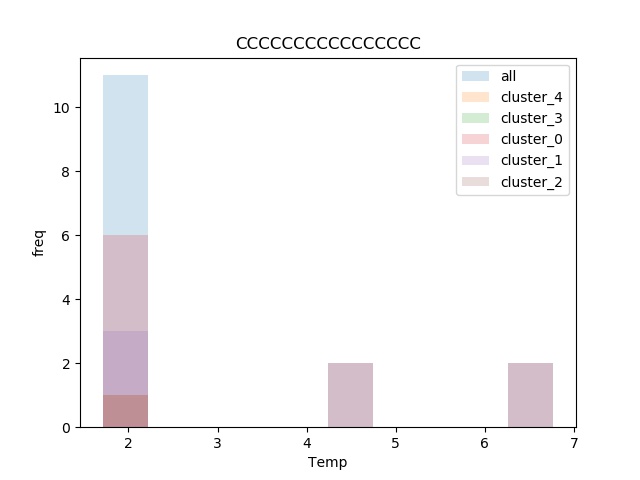 CCCCCCCCCCCCCCCC
freq
10
8
6
4
2
0
all
cluster_4
cluster_3
cluster_0
cluster_1
cluster_2
2 3 4 5 6 7
Temp